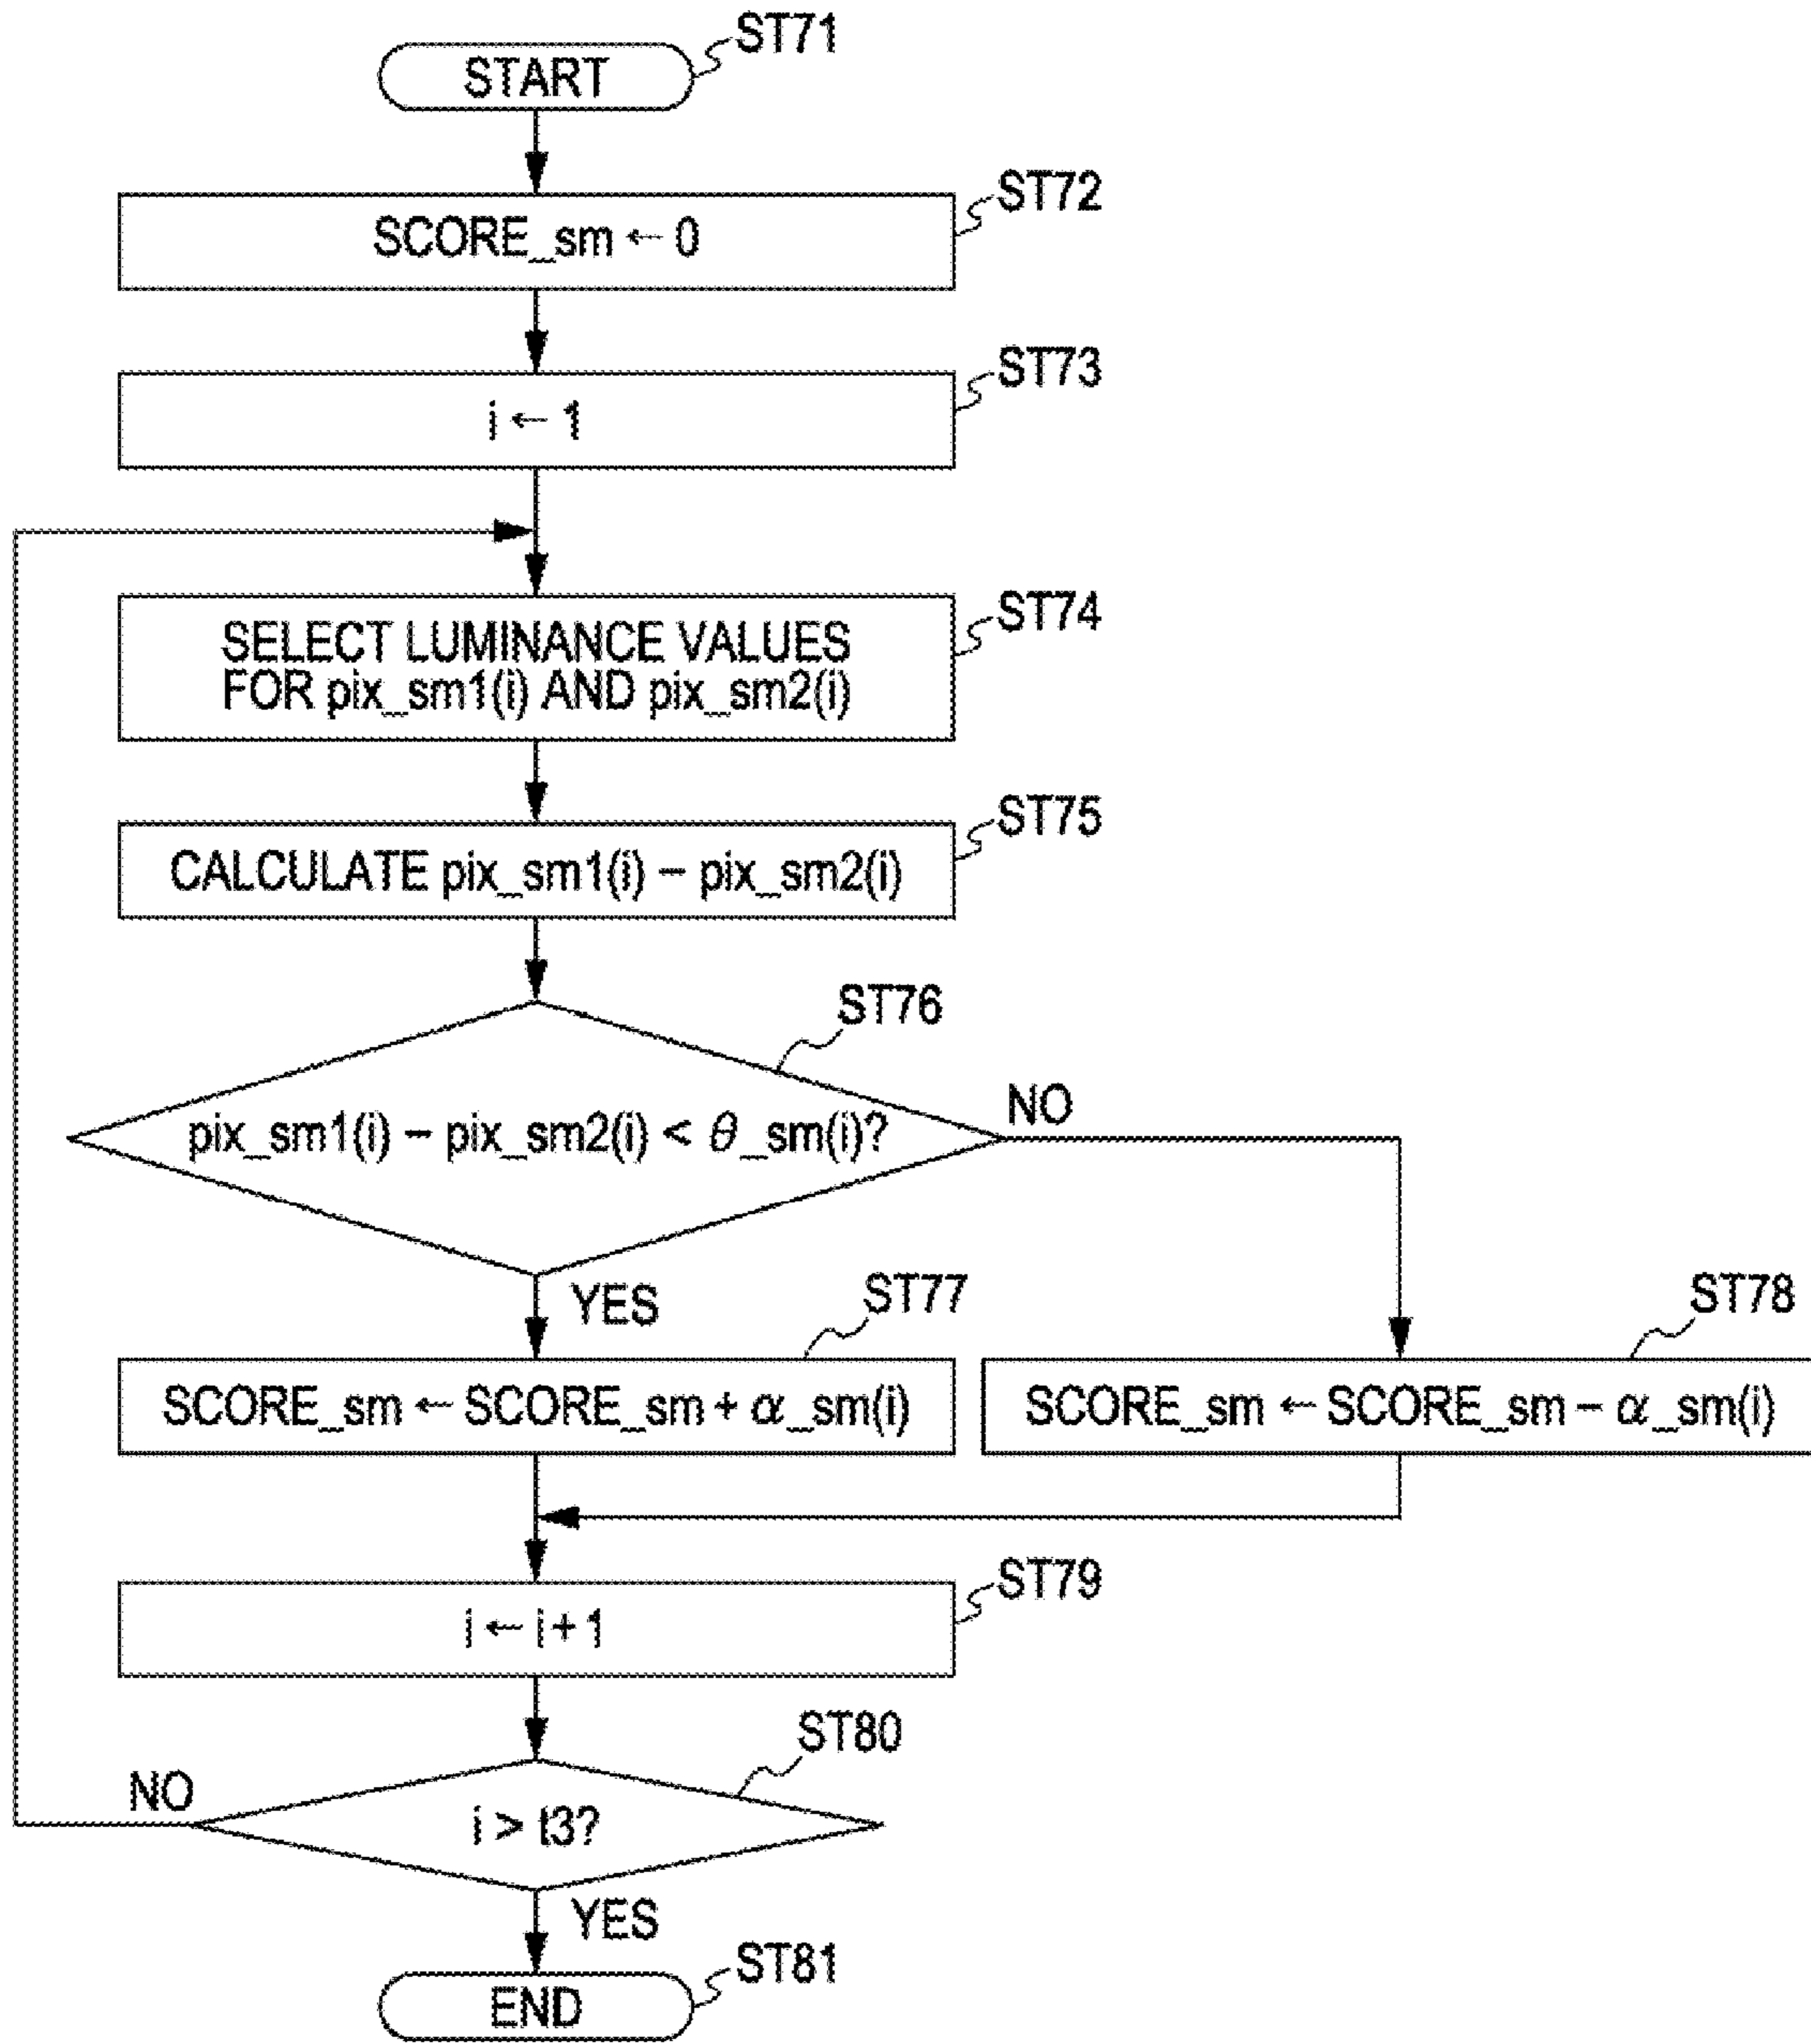 ST71
START
ST72
SCORE_sm ← 0
ST73
i ← 1
ST74
SELECT LUMINANCE VALUES
FOR pix_sm1(i) AND pix_sm2(i)
ST75
CALCULATE pix_sm1(i) – pix_sm2(i)
ST76
pix_sm1(i) – pix_sm2(i) < θ_sm(i)?
NO
YES
ST77
ST78
SCORE_sm ← SCORE_sm + α_sm(i)
SCORE_sm ← SCORE_sm – α_sm(i)
ST79
i ← i + 1
ST80
NO
i > t3?
YES
ST81
END